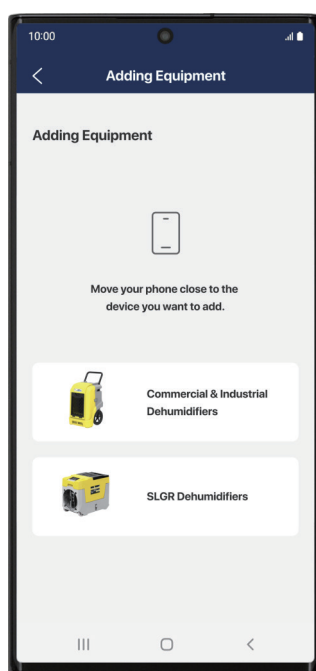 10:00
Adding Equipment
Adding Equipment
Move your phone close to the
device you want to add.
Commercial & Industrial
Dehumidifiers
SLGR Dehumidifiers